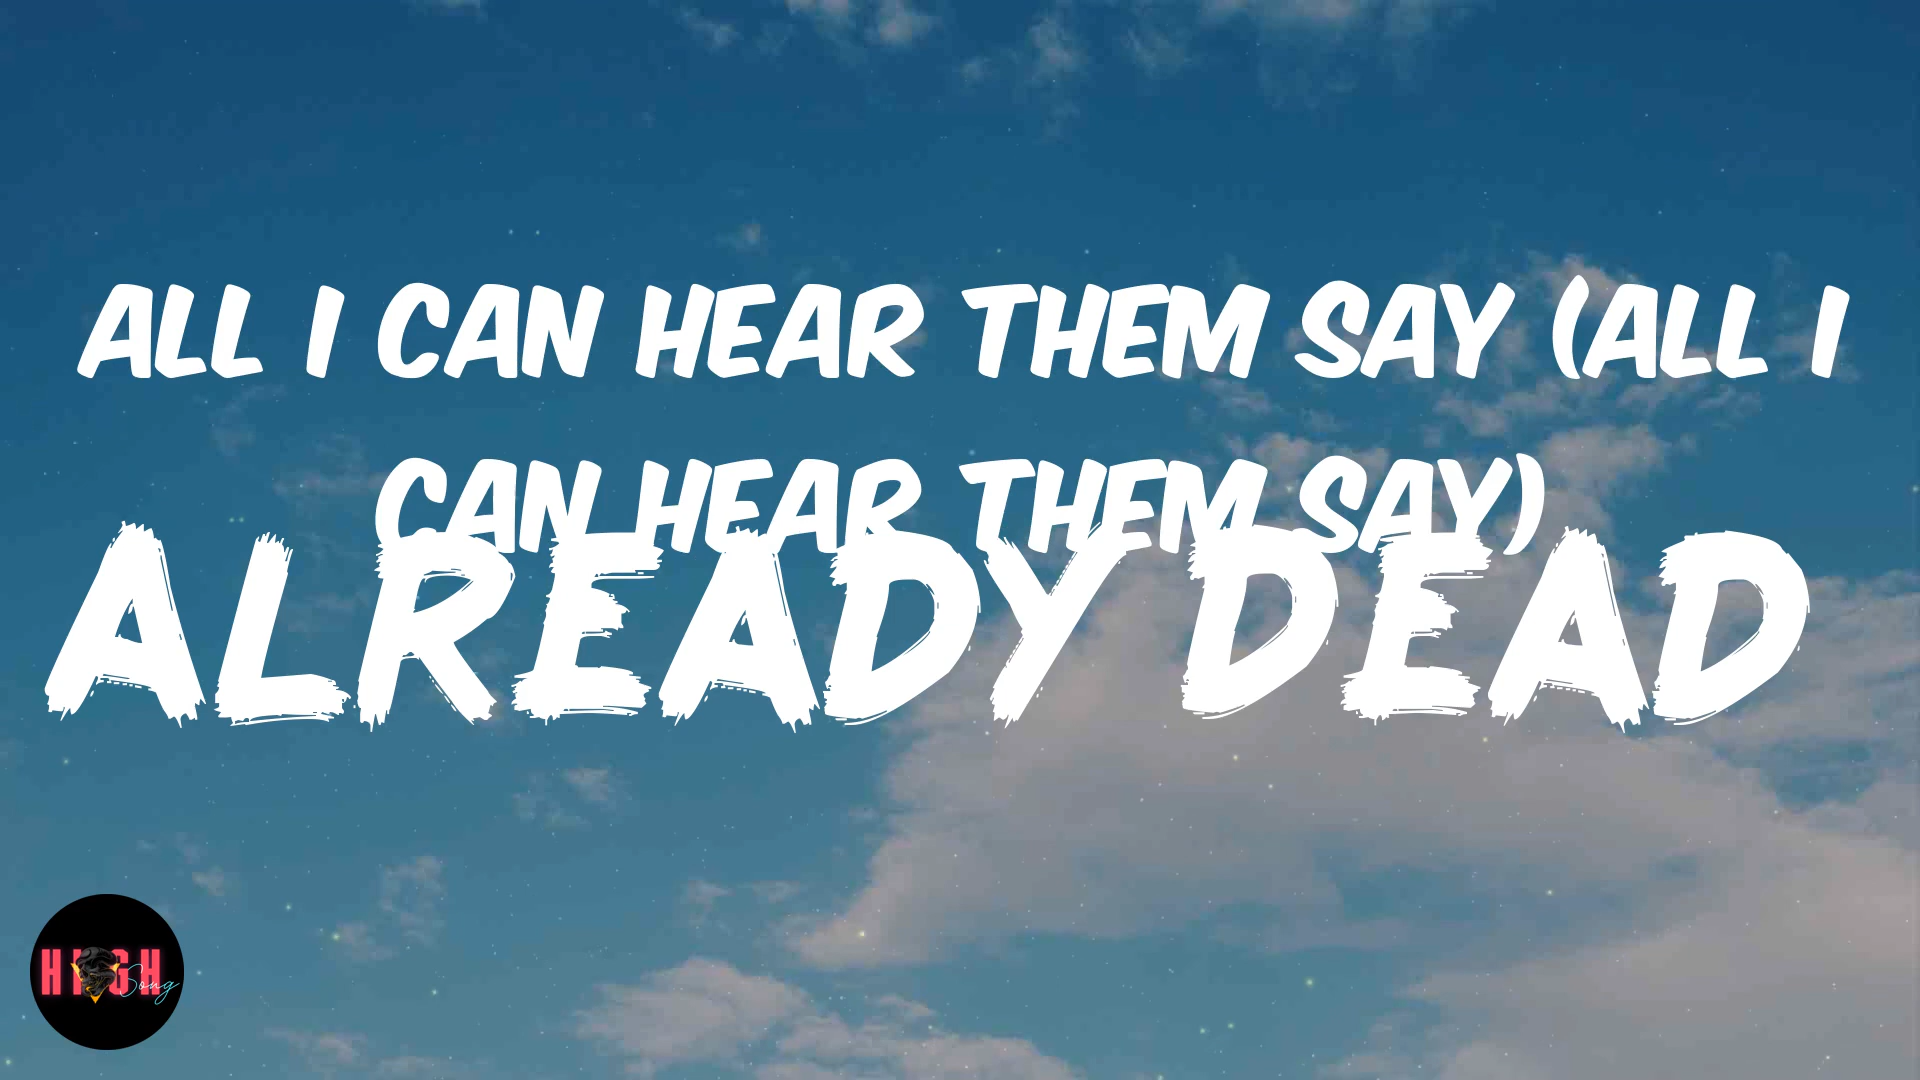 ALL I CAN HEAR THEM SAY (ALL I
CAN HEAR THEM SAY)
ALREADY DEAD
HIGH
Song